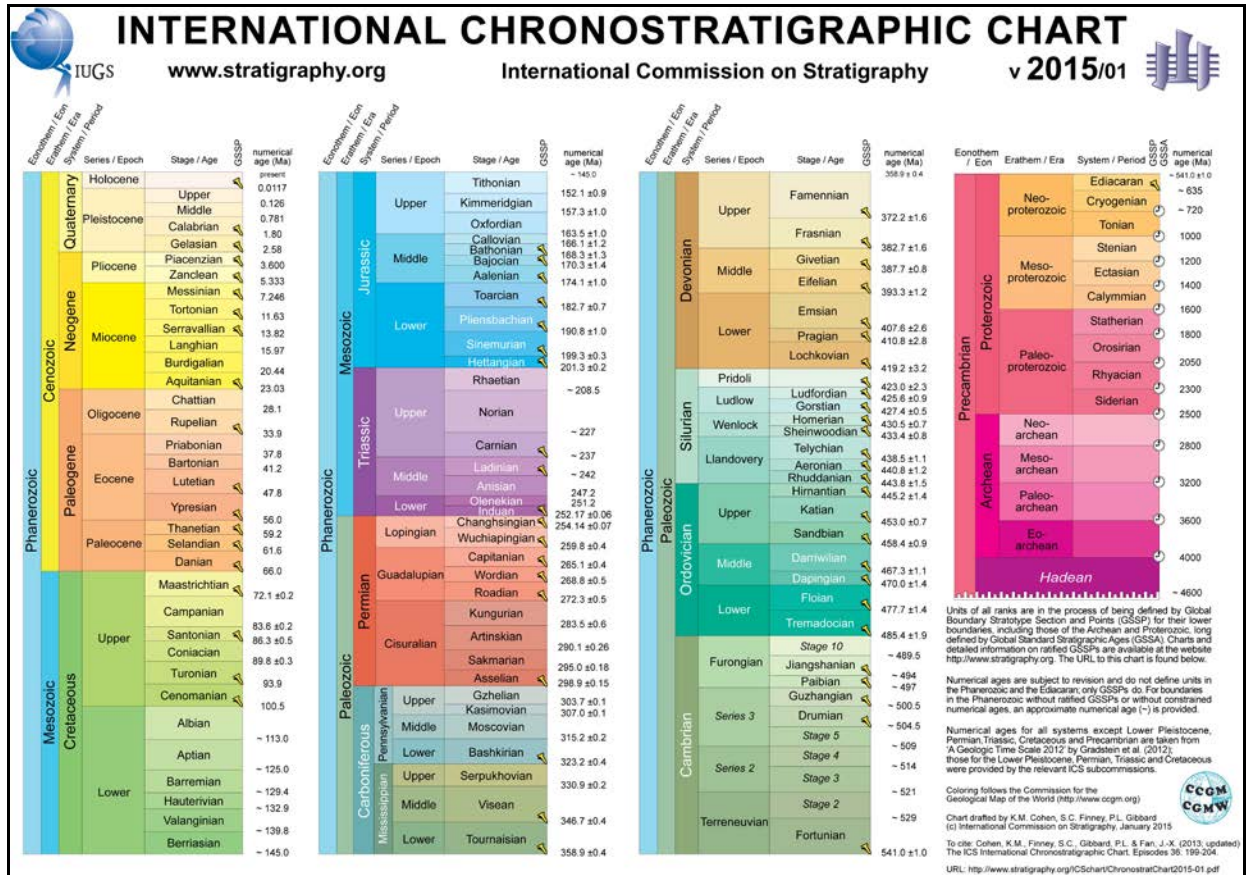 INTERNATIONAL CHRONOSTRATIGRAPHIC CHART
IUGS
www.stratigraphy.org
International Commission on Stratigraphy
v 2015/01
Eonothem / Eon
Erathem / Era
System / Period
Series / Epoch
Stage / Age
GSSP
numerical
age (Ma)
Phanerozoic
Cenozoic
Mesozoic
Quaternary
Neogene
Paleogene
Cretaceous
Holocene
Pleistocene
Pliocene
Miocene
Oligocene
Eocene
Paleocene
Upper
Lower
Upper
Middle
Calabrian
Gelasian
Piacenzian
Zanclean
Messinian
Tortonian
Serravallian
Langhian
Burdigalian
Aquitanian
Chattian
Rupelian
Priabonian
Bartonian
Lutetian
Ypresian
Thanetian
Selandian
Danian
Maastrichtian
Campanian
Santonian
Coniacian
Turonian
Cenomanian
Albian
Aptian
Barremian
Hauterivian
Valanginian
Berriasian
present
0.0117
0.126
0.781
1.80
2.58
3.600
5.333
7.246
11.63
13.82
15.97
20.44
23.03
28.1
33.9
37.8
41.2
47.8
56.0
59.2
61.6
66.0
72.1 ±0.2
83.6 ±0.2
86.3 ±0.5
89.8 ±0.3
93.9
100.5
~ 113.0
~ 125.0
~ 129.4
~ 132.9
~ 139.8
~ 145.0
Eonothem / Eon
Erathem / Era
System / Period
Series / Epoch
Stage / Age
GSSP
numerical
age (Ma)
Phanerozoic
Mesozoic
Paleozoic
Jurassic
Triassic
Permian
Carboniferous
Pennsylvanian
Mississippian
Upper
Middle
Lower
Upper
Middle
Lower
Lopingian
Guadalupian
Cisuralian
Upper
Middle
Lower
Upper
Middle
Lower
Tithonian
Kimmeridgian
Oxfordian
Callovian
Bathonian
Bajocian
Aalenian
Toarcian
Pliensbachian
Sinemurian
Hettangian
Rhaetian
Norian
Carnian
Ladinian
Anisian
Olenekian
Induan
Changhsingian
Wuchiapingian
Capitanian
Wordian
Roadian
Kungurian
Artinskian
Sakmarian
Asselian
Gzhelian
Kasimovian
Moscovian
Bashkirian
Serpukhovian
Visean
Tournaisian
~ 145.0
152.1 ±0.9
157.3 ±1.0
163.5 ±1.0
166.1 ±1.2
168.3 ±1.3
170.3 ±1.4
174.1 ±1.0
182.7 ±0.7
190.8 ±1.0
199.3 ±0.3
201.3 ±0.2
~ 208.5
~ 227
~ 237
~ 242
247.2
251.2
252.17 ±0.06
254.14 ±0.07
259.8 ±0.4
265.1 ±0.4
268.8 ±0.5
272.3 ±0.5
283.5 ±0.6
290.1 ±0.26
295.0 ±0.18
298.9 ±0.15
303.7 ±0.1
307.0 ±0.1
315.2 ±0.2
323.2 ±0.4
330.9 ±0.2
346.7 ±0.4
358.9 ±0.4
Eonothem / Eon
Erathem / Era
System / Period
Series / Epoch
Stage / Age
GSSP
numerical
age (Ma)
Phanerozoic
Paleozoic
Devonian
Silurian
Ordovician
Cambrian
Upper
Middle
Lower
Pridoli
Ludlow
Wenlock
Llandovery
Upper
Middle
Lower
Furongian
Series 3
Series 2
Terreneuvian
Famennian
Frasnian
Givetian
Eifelian
Emsian
Pragian
Lochkovian
Ludfordian
Gorstian
Homerian
Sheinwoodian
Telychian
Aeronian
Rhuddanian
Hirnantian
Katian
Sandbian
Darriwilian
Dapingian
Floian
Tremadocian
Stage 10
Jiangshanian
Paibian
Guzhangian
Drumian
Stage 5
Stage 4
Stage 3
Stage 2
Fortunian
358.9 ± 0.4
372.2 ±1.6
382.7 ±1.6
387.7 ±0.8
393.3 ±1.2
407.6 ±2.6
410.8 ±2.8
419.2 ±3.2
423.0 ±2.3
425.6 ±0.9
427.4 ±0.5
430.5 ±0.7
433.4 ±0.8
438.5 ±1.1
440.8 ±1.2
443.8 ±1.5
445.2 ±1.4
453.0 ±0.7
458.4 ±0.9
467.3 ±1.1
470.0 ±1.4
477.7 ±1.4
485.4 ±1.9
~ 489.5
~ 494
~ 497
~ 500.5
~ 504.5
~ 509
~ 514
~ 521
~ 529
541.0 ±1.0
Eonothem
/ Eon
Erathem / Era
System / Period
GSSP
GSSA
numerical
age (Ma)
Precambrian
Proterozoic
Archean
Neo-
proterozoic
Meso-
proterozoic
Paleo-
proterozoic
Neo-
archean
Meso-
archean
Paleo-
archean
Eo-
archean
Hadean
Ediacaran
Cryogenian
Tonian
Stenian
Ectasian
Calymmian
Statherian
Orosirian
Rhyacian
Siderian
~ 541.0 ±1.0
~ 635
~ 720
1000
1200
1400
1600
1800
2050
2300
2500
2800
3200
3600
4000
~ 4600
Units of all ranks are in the process of being defined by Global
Boundary Stratotype Section and Points (GSSP) for their lower
boundaries, including those of the Archean and Proterozoic, long
defined by Global Standard Stratigraphic Ages (GSSA). Charts and
detailed information on ratified GSSPs are available at the website
http://www.stratigraphy.org. The URL to this chart is found below.
Numerical ages are subject to revision and do not define units in
the Phanerozoic and the Ediacaran; only GSSPs do. For boundaries
in the Phanerozoic without ratified GSSPs or without constrained
numerical ages, an approximate numerical age (~) is provided.
Numerical ages for all systems except Lower Pleistocene,
Permian,Triassic, Cretaceous and Precambrian are taken from
'A Geologic Time Scale 2012' by Gradstein et al. (2012);
those for the Lower Pleistocene, Permian, Triassic and Cretaceous
were provided by the relevant ICS subcommissions.
Coloring follows the Commission for the
Geological Map of the World (http://www.ccgm.org)
Chart drafted by K.M. Cohen, S.C. Finney, P.L. Gibbard
(c) International Commission on Stratigraphy, January 2015
CCGM
CGMW
To cite: Cohen, K.M., Finney, S.C., Gibbard, P.L. & Fan, J.-X. (2013; updated)
The ICS International Chronostratigraphic Chart. Episodes 36: 199-204.
URL: http://www.stratigraphy.org/ICSchart/ChronostratChart2015-01.pdf